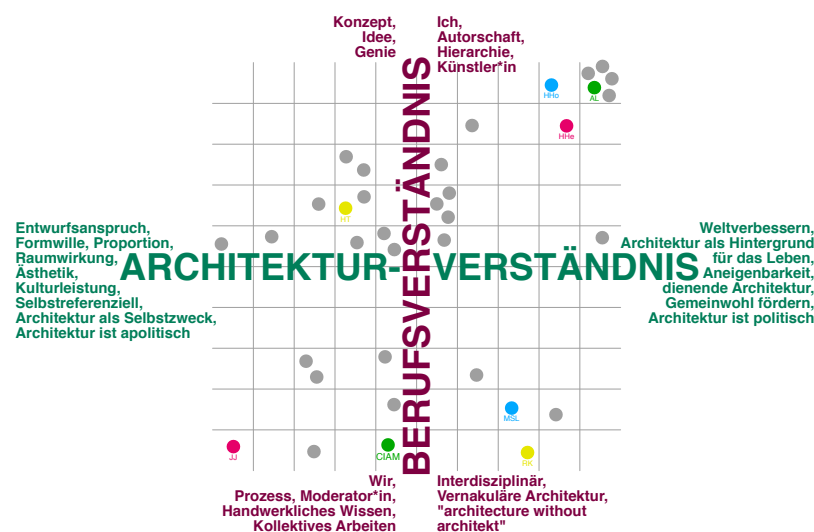 Konzept,
Idee,
Genie
Ich,
Autorschaft,
Hierarchie,
Künstler*in
HHo
AL
HHe
HT
BERUFSVERSTÄNDNIS
Entwurfsanspruch,
Formwille, Proportion,
Raumwirkung,
Ästhetik,
Kulturleistung,
Selbstreferenziell,
Architektur als Selbstzweck,
Architektur ist apolitisch
ARCHITEKTUR-VERSTÄNDNIS
Weltverbessern,
Architektur als Hintergrund
für das Leben,
Aneigenbarkeit,
dienende Architektur,
Gemeinwohl fördern,
Architektur ist politisch
MSL
JJ
CIAM
RK
Wir,
Prozess, Moderator*in,
Handwerkliches Wissen,
Kollektives Arbeiten
Interdisziplinär,
Vernakuläre Architektur,
"architecture without
architekt"